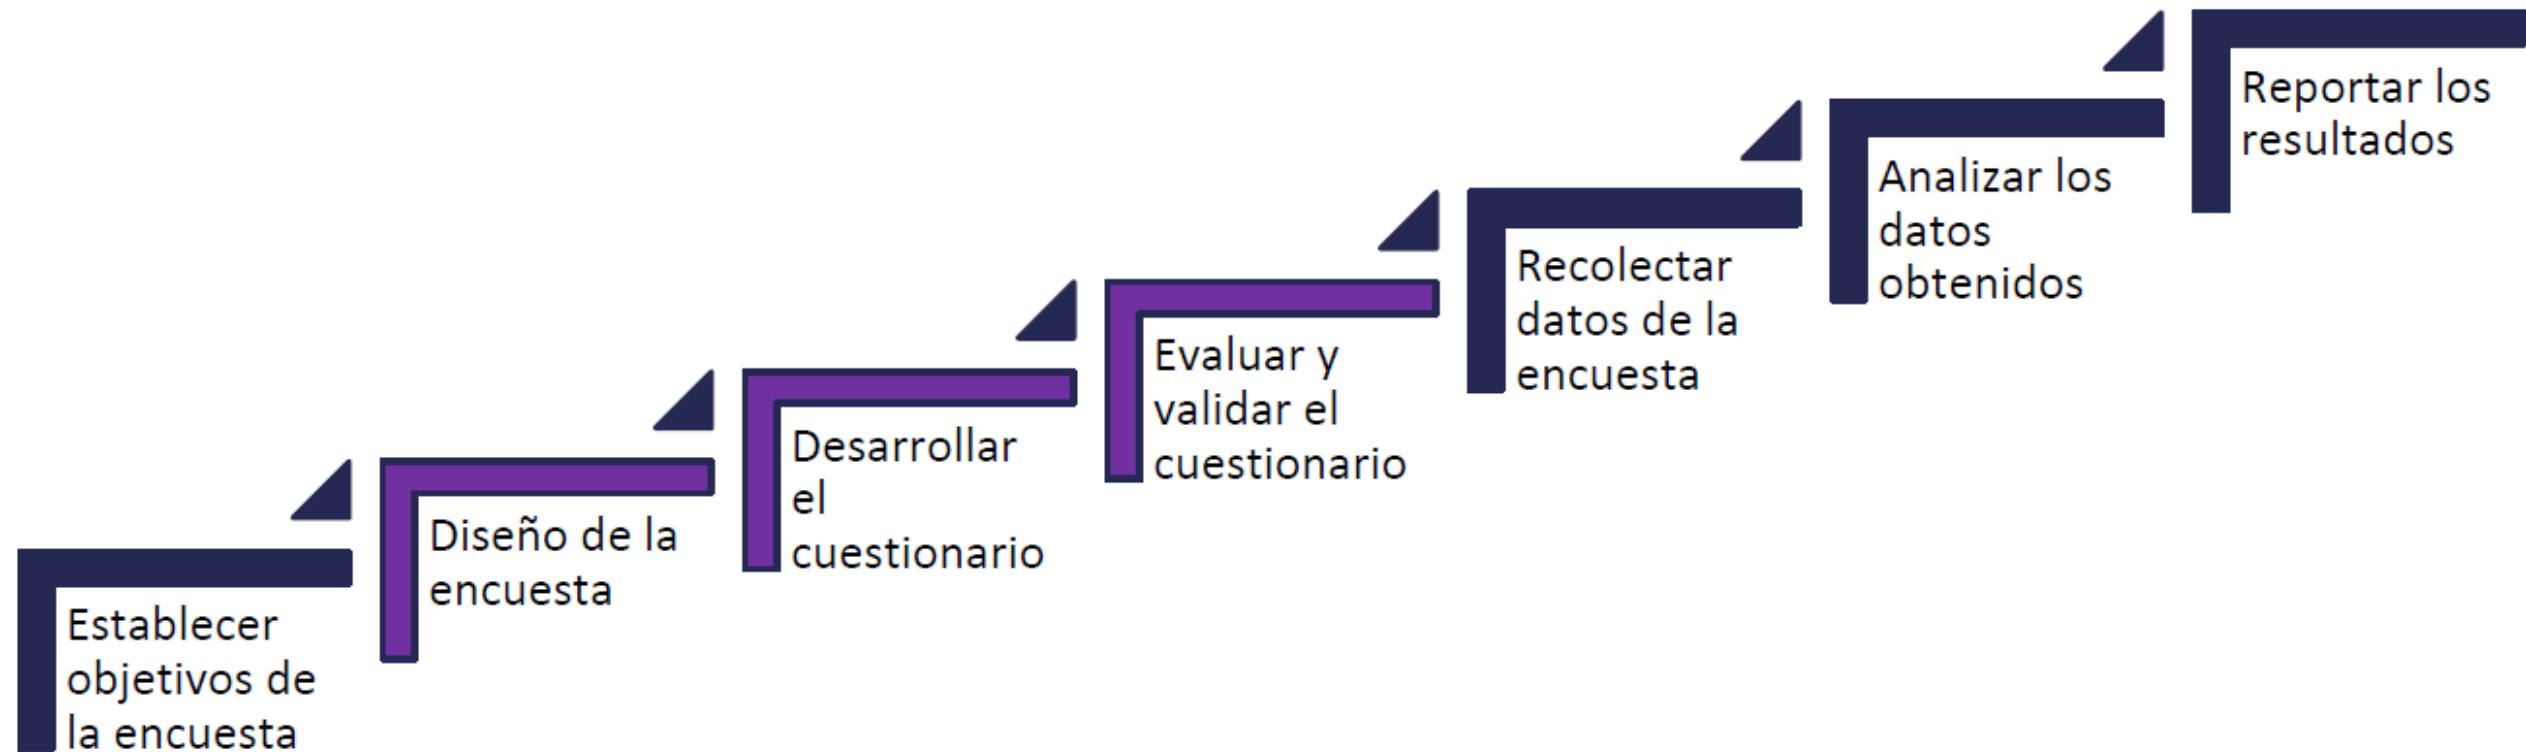 Establecer
objetivos de
la encuesta
Diseño de la
encuesta
Desarrollar
el
cuestionario
Evaluar y
validar el
cuestionario
Recolectar
datos de la
encuesta
Analizar los
datos
obtenidos
Reportar los
resultados